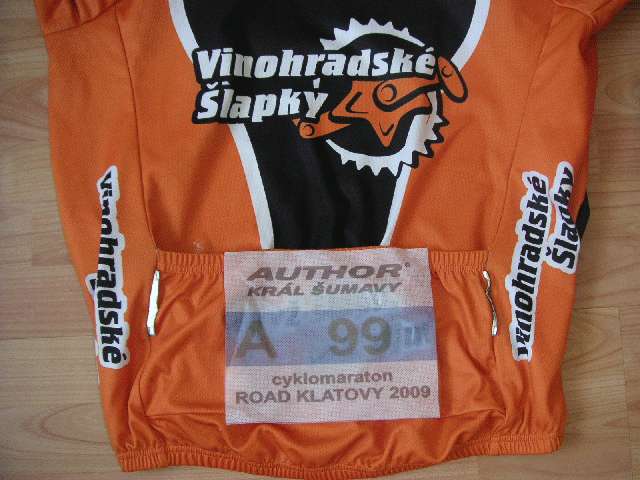 Vinohradské
Šlapky
Vinohradské
Vinohradské
Šlapky
AUTHOR®
KRÁL ŠUMAVY
A 99
cyklomaraton
ROAD KLATOVY 2009